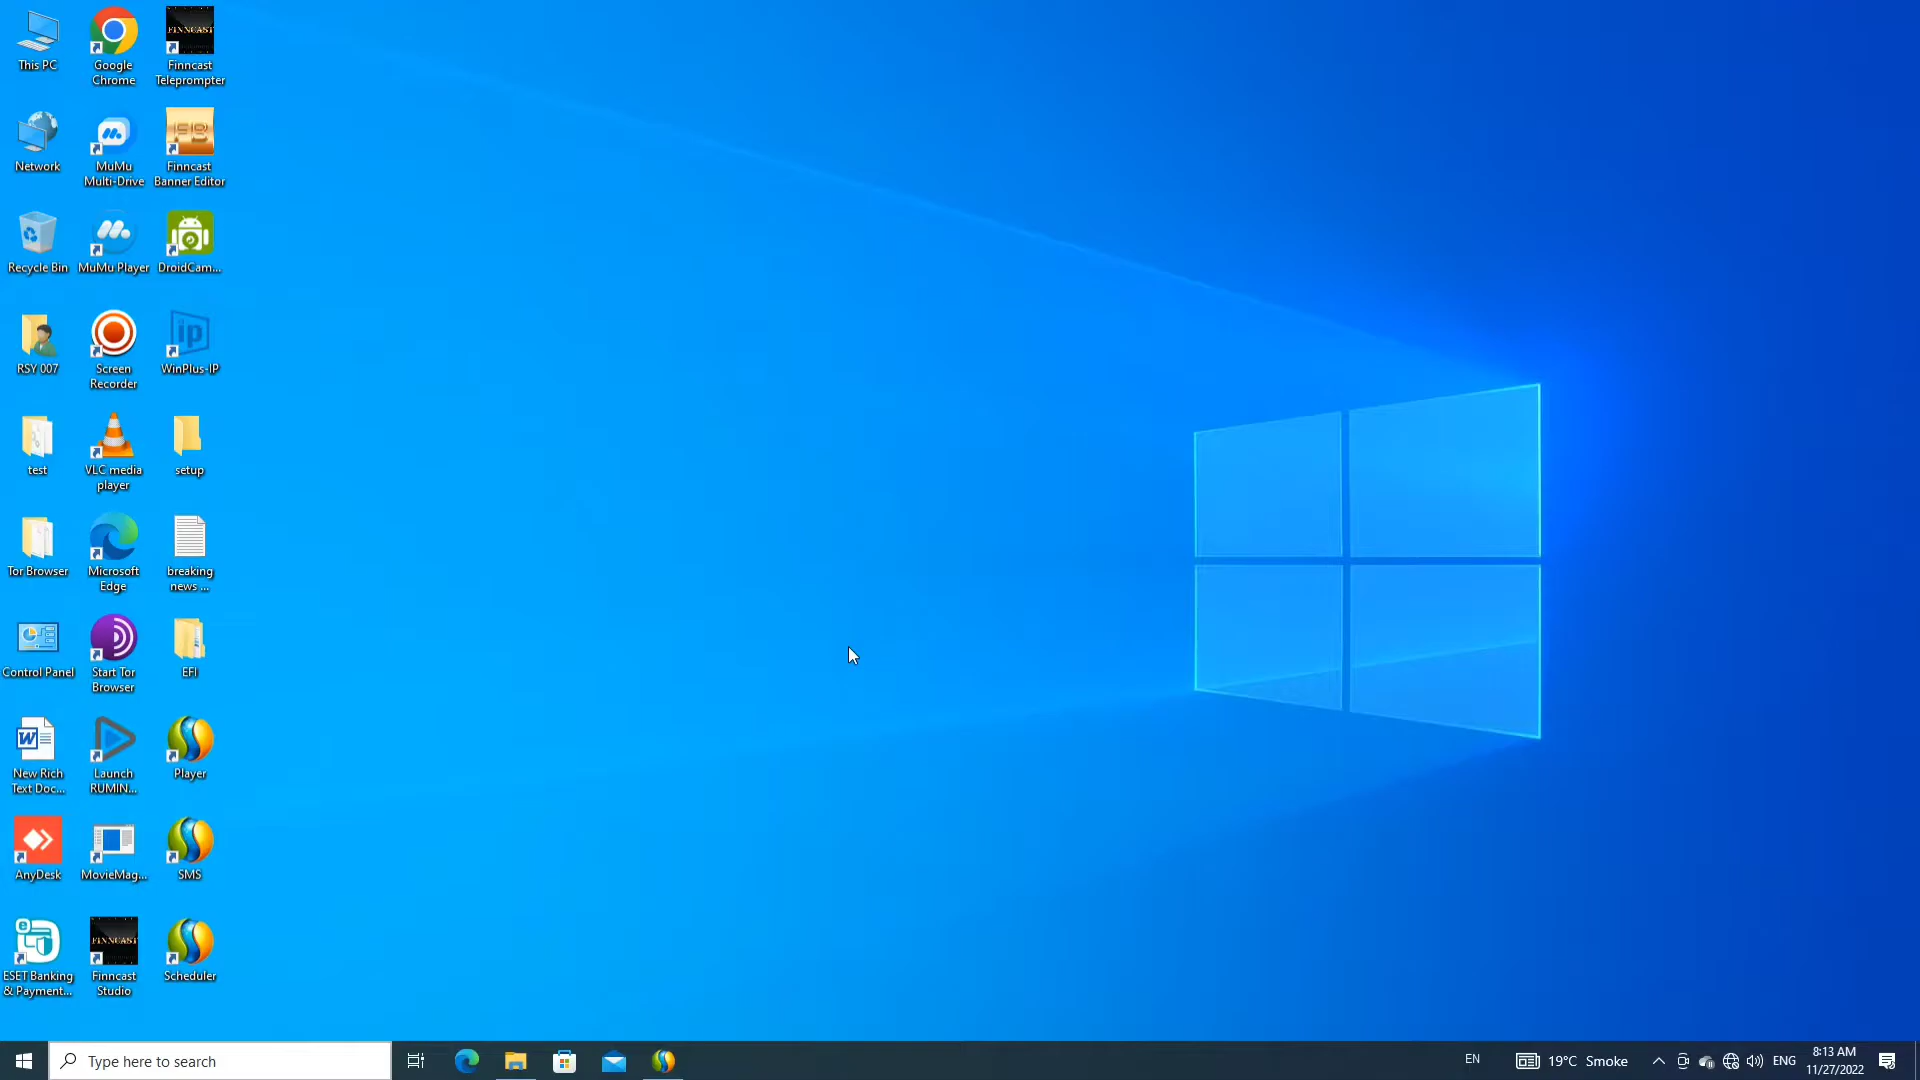 This PC
Google
Chrome
FINNCAST
Finncast
Teleprompter
Network
MuMu
Multi-Drive
Finncast
Banner Editor
Recycle Bin
MuMu Player
DroidCam...
RSY 007
Screen
Recorder
ip
WinPlus-IP
test
VLC media
player
setup
Tor Browser
Microsoft
Edge
breaking
news ...
Control Panel
Start Tor
Browser
EFI
W
New Rich
Text Doc...
Launch
RUMIN...
Player
AnyDesk
MovieMag...
SMS
e
ESET Banking
& Payment...
FINNCAST
Finncast
Studio
Scheduler
Type here to search
EN
19°C Smoke
ENG
8:13 AM
11/27/2022